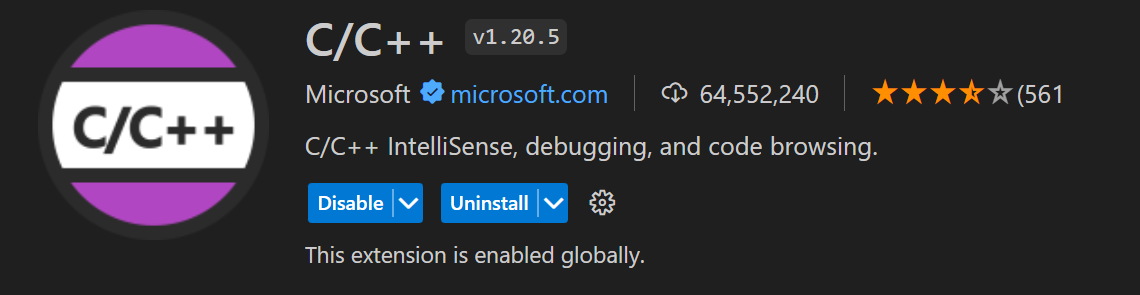 C/C++
C/C++ v1.20.5
Microsoft microsoft.com 64,552,240 (561
C/C++ IntelliSense, debugging, and code browsing.
Disable Uninstall
This extension is enabled globally.